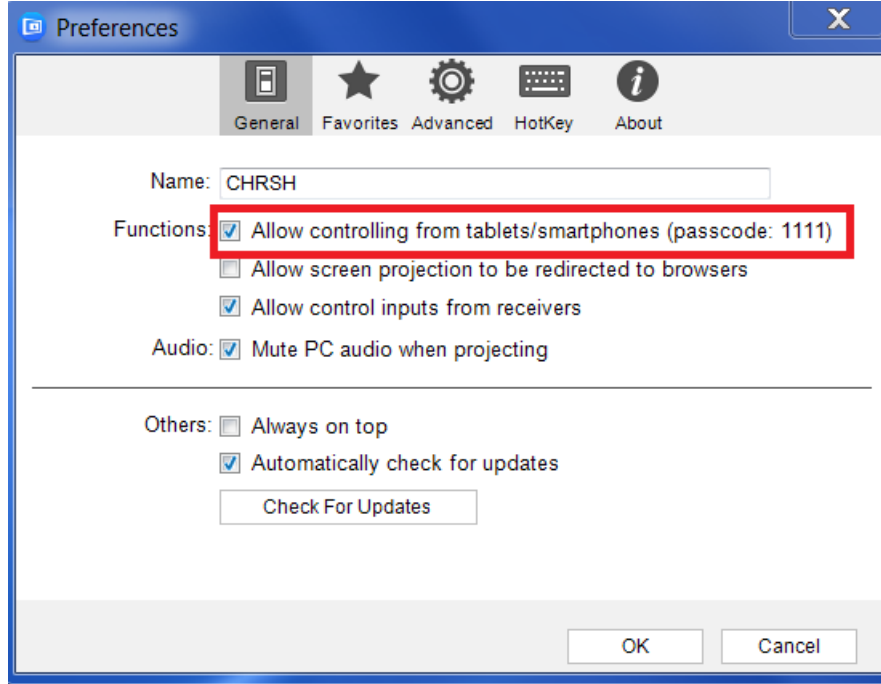 Preferences
X
General Favorites Advanced HotKey About
Name: CHRSH
Functions: Allow controlling from tablets/smartphones (passcode: 1111)
Allow screen projection to be redirected to browsers
Allow control inputs from receivers
Audio: Mute PC audio when projecting
Others: Always on top
Automatically check for updates
Check For Updates
OK Cancel